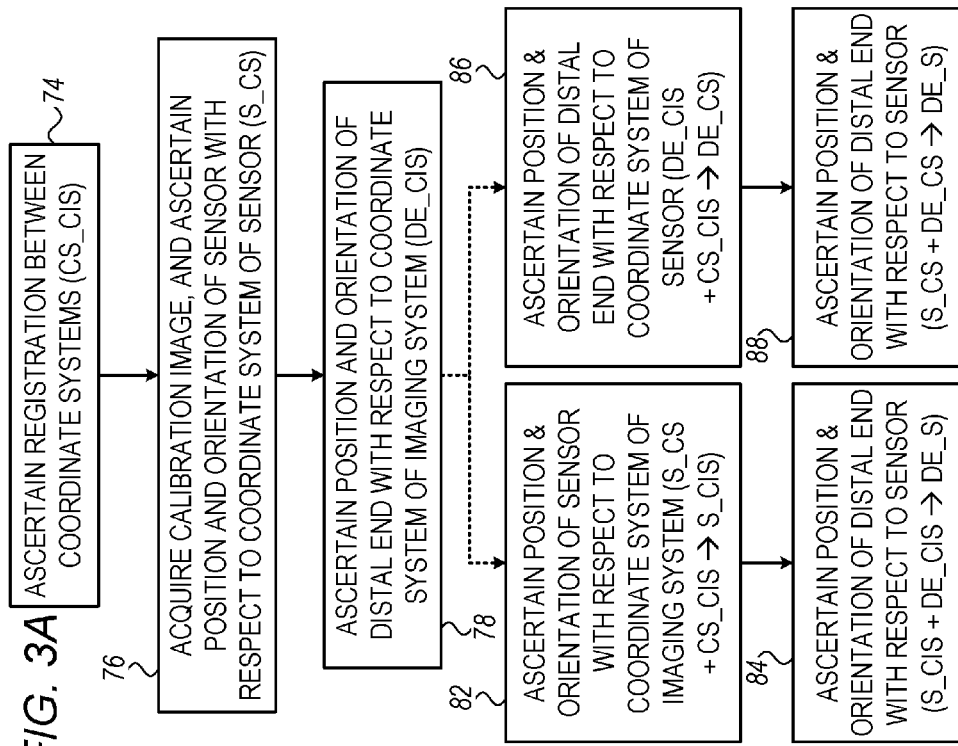 FIG. 3A
74
ASCERTAIN REGISTRATION BETWEEN
COORDINATE SYSTEMS (CS_CIS)
76
ACQUIRE CALIBRATION IMAGE, AND ASCERTAIN
POSITION AND ORIENTATION OF SENSOR WITH
RESPECT TO COORDINATE SYSTEM OF SENSOR (S_CS)
78
ASCERTAIN POSITION AND ORIENTATION OF
DISTAL END WITH RESPECT TO COORDINATE
SYSTEM OF IMAGING SYSTEM (DE_CIS)
82
ASCERTAIN POSITION &
ORIENTATION OF SENSOR
WITH RESPECT TO
COORDINATE SYSTEM OF
IMAGING SYSTEM (S_CS
+ CS_CIS → S_CIS)
84
ASCERTAIN POSITION &
ORIENTATION OF DISTAL END
WITH RESPECT TO SENSOR
(S_CIS + DE_CIS → DE_S)
86
ASCERTAIN POSITION &
ORIENTATION OF DISTAL
END WITH RESPECT TO
COORDINATE SYSTEM OF
SENSOR (DE_CIS
+ CS_CIS → DE_CS)
88
ASCERTAIN POSITION &
ORIENTATION OF DISTAL END
WITH RESPECT TO SENSOR
(S_CS + DE_CS → DE_S)